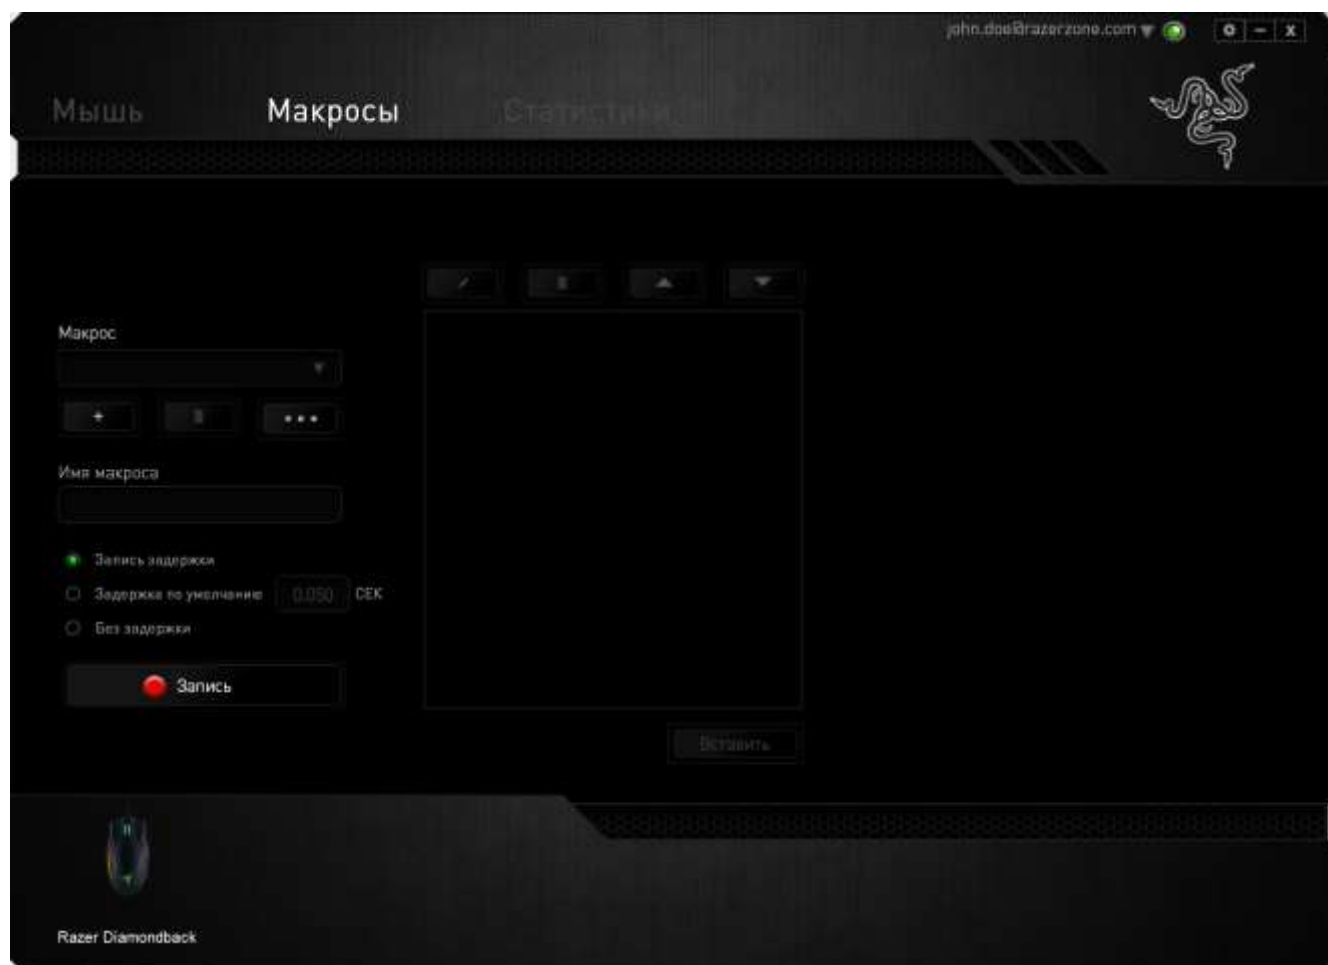 john.doe@razerzone.com
Мышь Макросы Статистики
Макрос
Имя макроса
Запись задержки
Задержка по умолчанию 0.050 СЕК
Без задержки
Запись
Вставить
Razer Diamondback